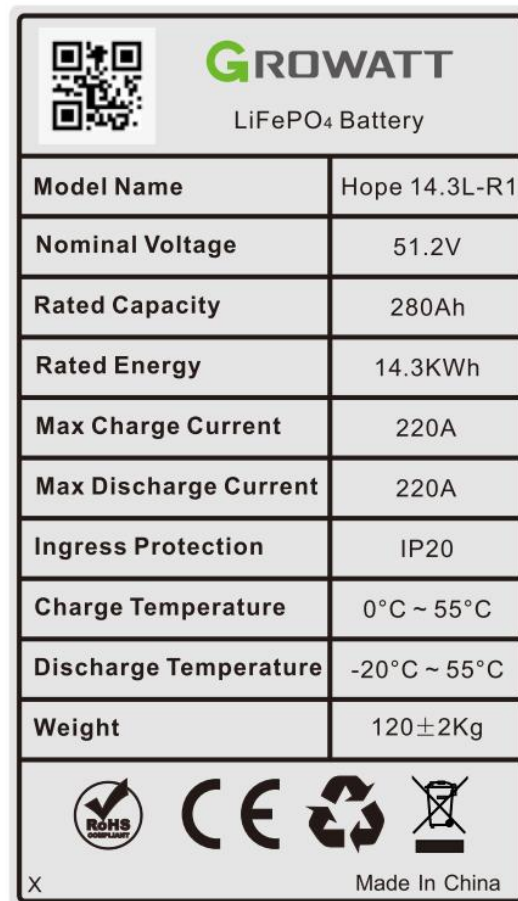 GROWATT
LiFePO₄ Battery
Model Name Hope 14.3L-R1
Nominal Voltage 51.2V
Rated Capacity 280Ah
Rated Energy 14.3KWh
Max Charge Current 220A
Max Discharge Current 220A
Ingress Protection IP20
Charge Temperature 0°C ~ 55°C
Discharge Temperature -20°C ~ 55°C
Weight 120±2Kg
RoHS
COMPLIANT
CE
X Made In China